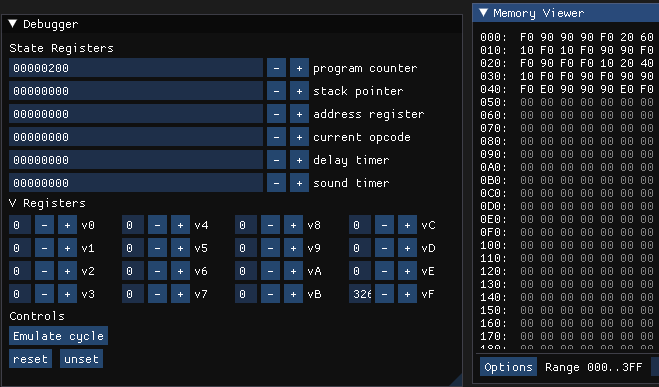 Debugger
State Registers
00000200 - + program counter
00000000 - + stack pointer
00000000 - + address register
00000000 - + current opcode
00000000 - + delay timer
00000000 - + sound timer
V Registers
0 - + v0 0 - + v4 0 - + v8 0 - + vC
0 - + v1 0 - + v5 0 - + v9 0 - + vD
0 - + v2 0 - + v6 0 - + vA 0 - + vE
0 - + v3 0 - + v7 0 - + vB 326 - + vF
Controls
Emulate cycle
reset unset
Memory Viewer
000: F0 90 90 90 F0 20 60
010: 10 F0 10 F0 90 90 F0
020: F0 90 F0 F0 10 20 40
030: 10 F0 F0 90 F0 90 90
040: F0 E0 90 90 90 E0 F0
050: 00 00 00 00 00 00 00
060: 00 00 00 00 00 00 00
070: 00 00 00 00 00 00 00
080: 00 00 00 00 00 00 00
090: 00 00 00 00 00 00 00
0A0: 00 00 00 00 00 00 00
0B0: 00 00 00 00 00 00 00
0C0: 00 00 00 00 00 00 00
0D0: 00 00 00 00 00 00 00
0E0: 00 00 00 00 00 00 00
0F0: 00 00 00 00 00 00 00
100: 00 00 00 00 00 00 00
110: 00 00 00 00 00 00 00
120: 00 00 00 00 00 00 00
130: 00 00 00 00 00 00 00
140: 00 00 00 00 00 00 00
150: 00 00 00 00 00 00 00
160: 00 00 00 00 00 00 00
170: 00 00 00 00 00 00 00
180: 00 00 00 00 00 00 00
Options Range 000..3FF